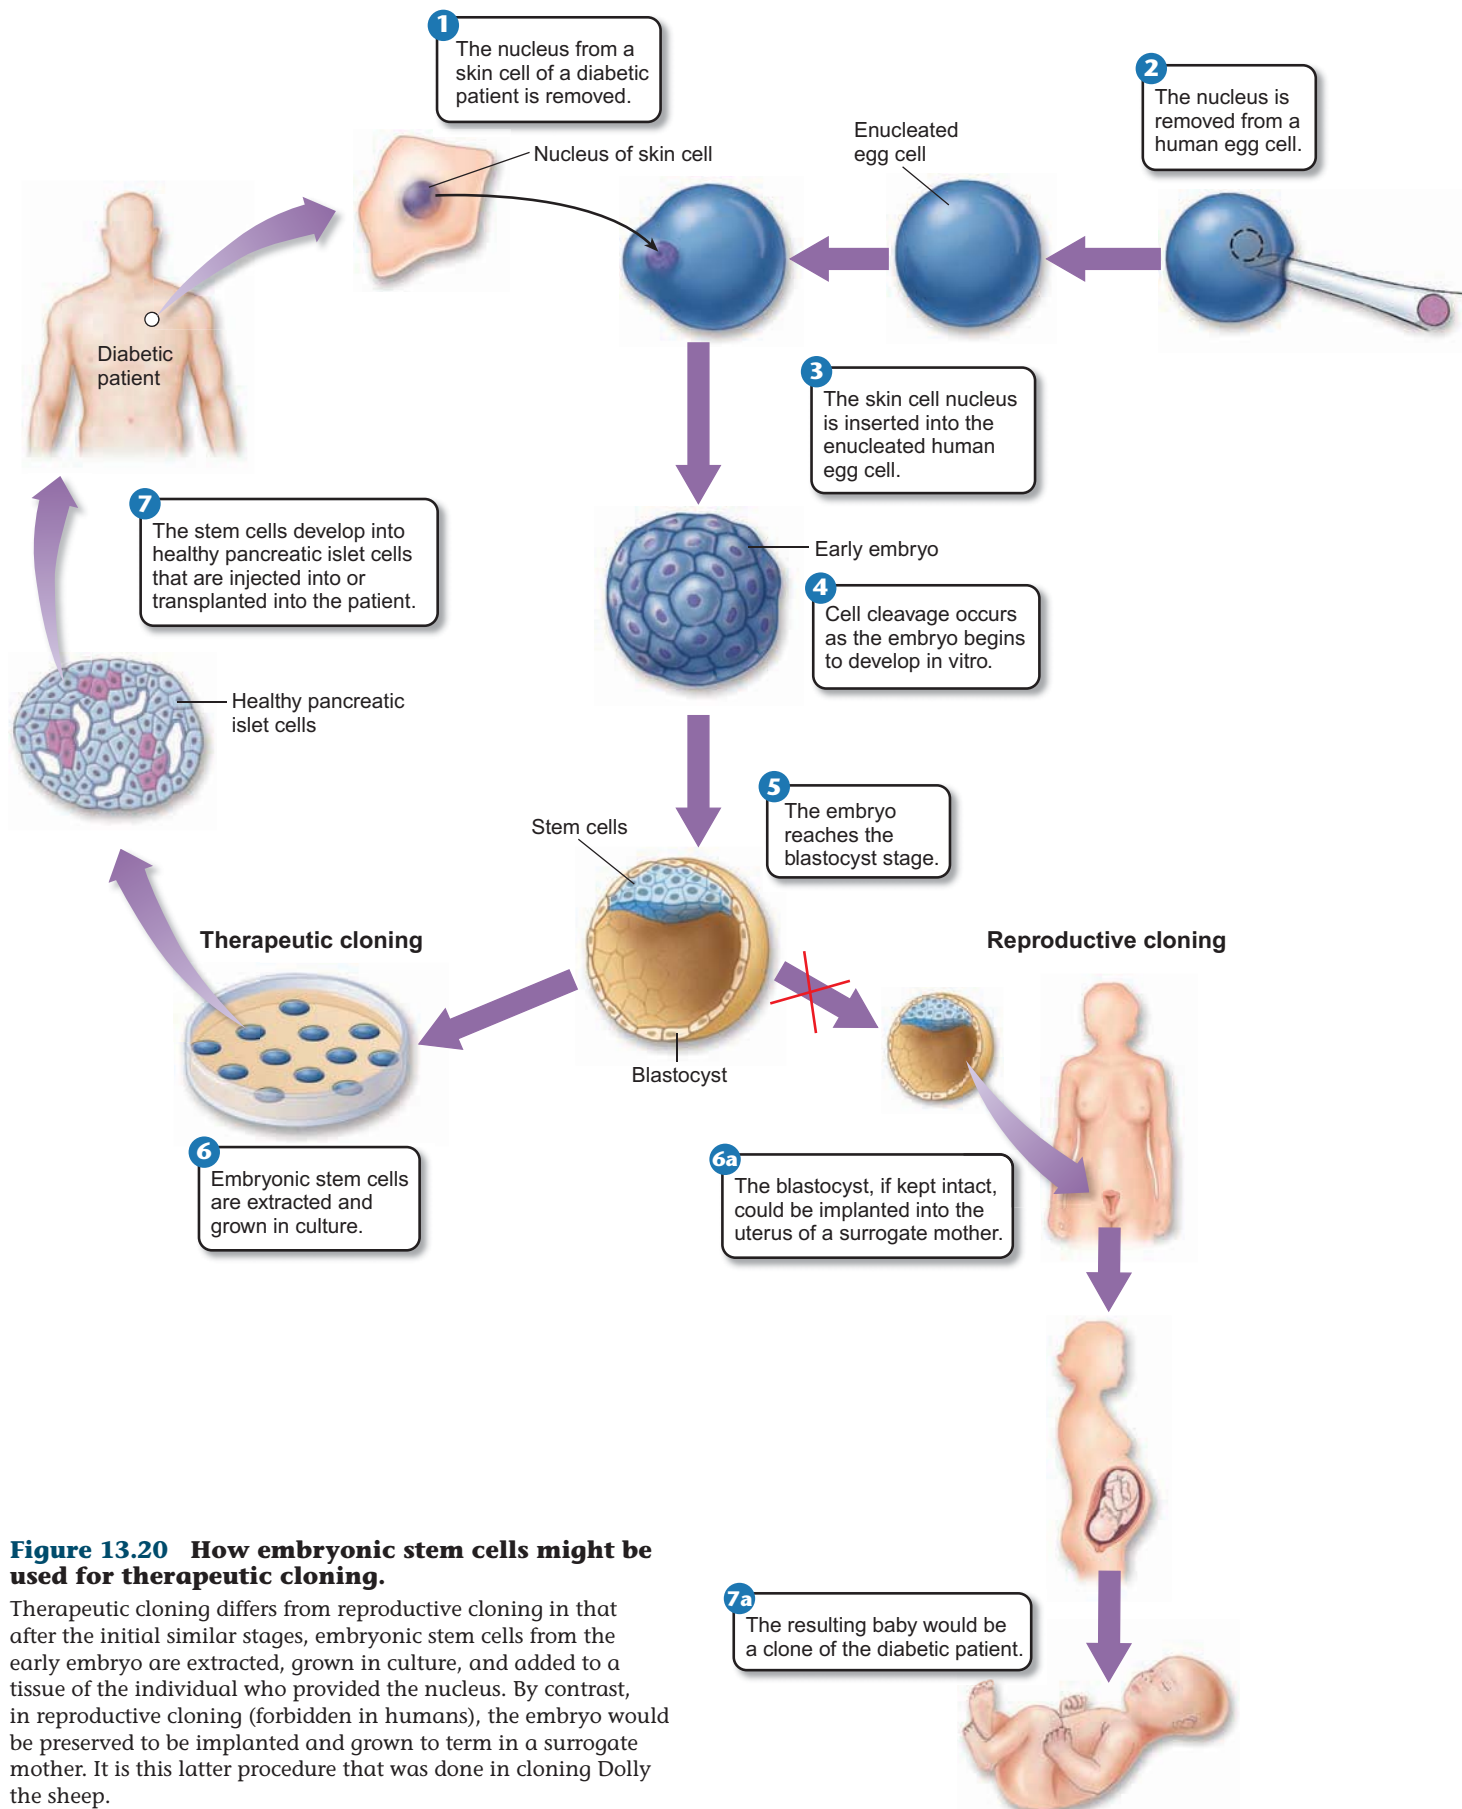 1
The nucleus from a
skin cell of a diabetic
patient is removed.
2
The nucleus is
removed from a
human egg cell.
Nucleus of skin cell
Enucleated
egg cell
Diabetic
patient
3
The skin cell nucleus
is inserted into the
enucleated human
egg cell.
7
The stem cells develop into
healthy pancreatic islet cells
that are injected into or
transplanted into the patient.
Early embryo
4
Cell cleavage occurs
as the embryo begins
to develop in vitro.
Healthy pancreatic
islet cells
5
The embryo
reaches the
blastocyst stage.
Stem cells
Therapeutic cloning
Reproductive cloning
Blastocyst
6
Embryonic stem cells
are extracted and
grown in culture.
6a
The blastocyst, if kept intact,
could be implanted into the
uterus of a surrogate mother.
7a
The resulting baby would be
a clone of the diabetic patient.
Figure 13.20 How embryonic stem cells might be
used for therapeutic cloning.
Therapeutic cloning differs from reproductive cloning in that
after the initial similar stages, embryonic stem cells from the
early embryo are extracted, grown in culture, and added to a
tissue of the individual who provided the nucleus. By contrast,
in reproductive cloning (forbidden in humans), the embryo would
be preserved to be implanted and grown to term in a surrogate
mother. It is this latter procedure that was done in cloning Dolly
the sheep.